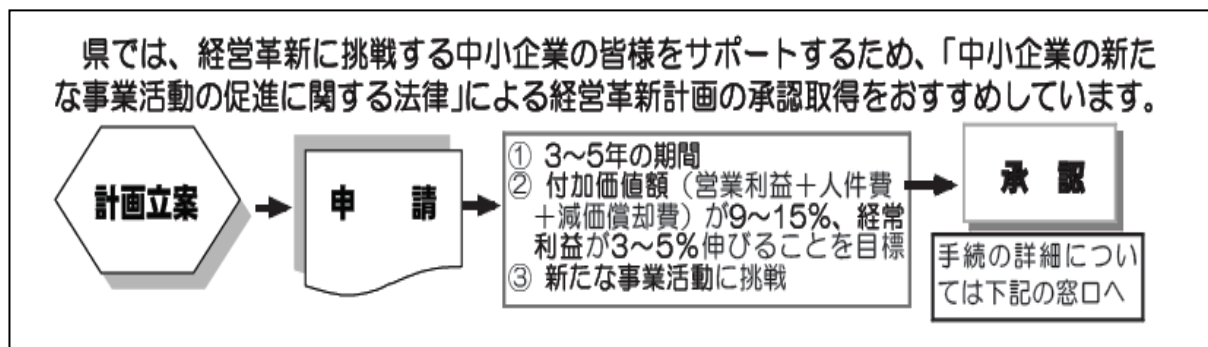 県では、経営革新に挑戦する中小企業の皆様をサポートするため、「中小企業の新た
な事業活動の促進に関する法律」による経営革新計画の承認取得をおすすめしています。
計画立案
申 請
① 3〜5年の期間
② 付加価値額（営業利益＋人件費
＋減価償却費）が9〜15%、経常
利益が3〜5%伸びることを目標
③ 新たな事業活動に挑戦
承 認
手続の詳細につい
ては下記の窓口へ